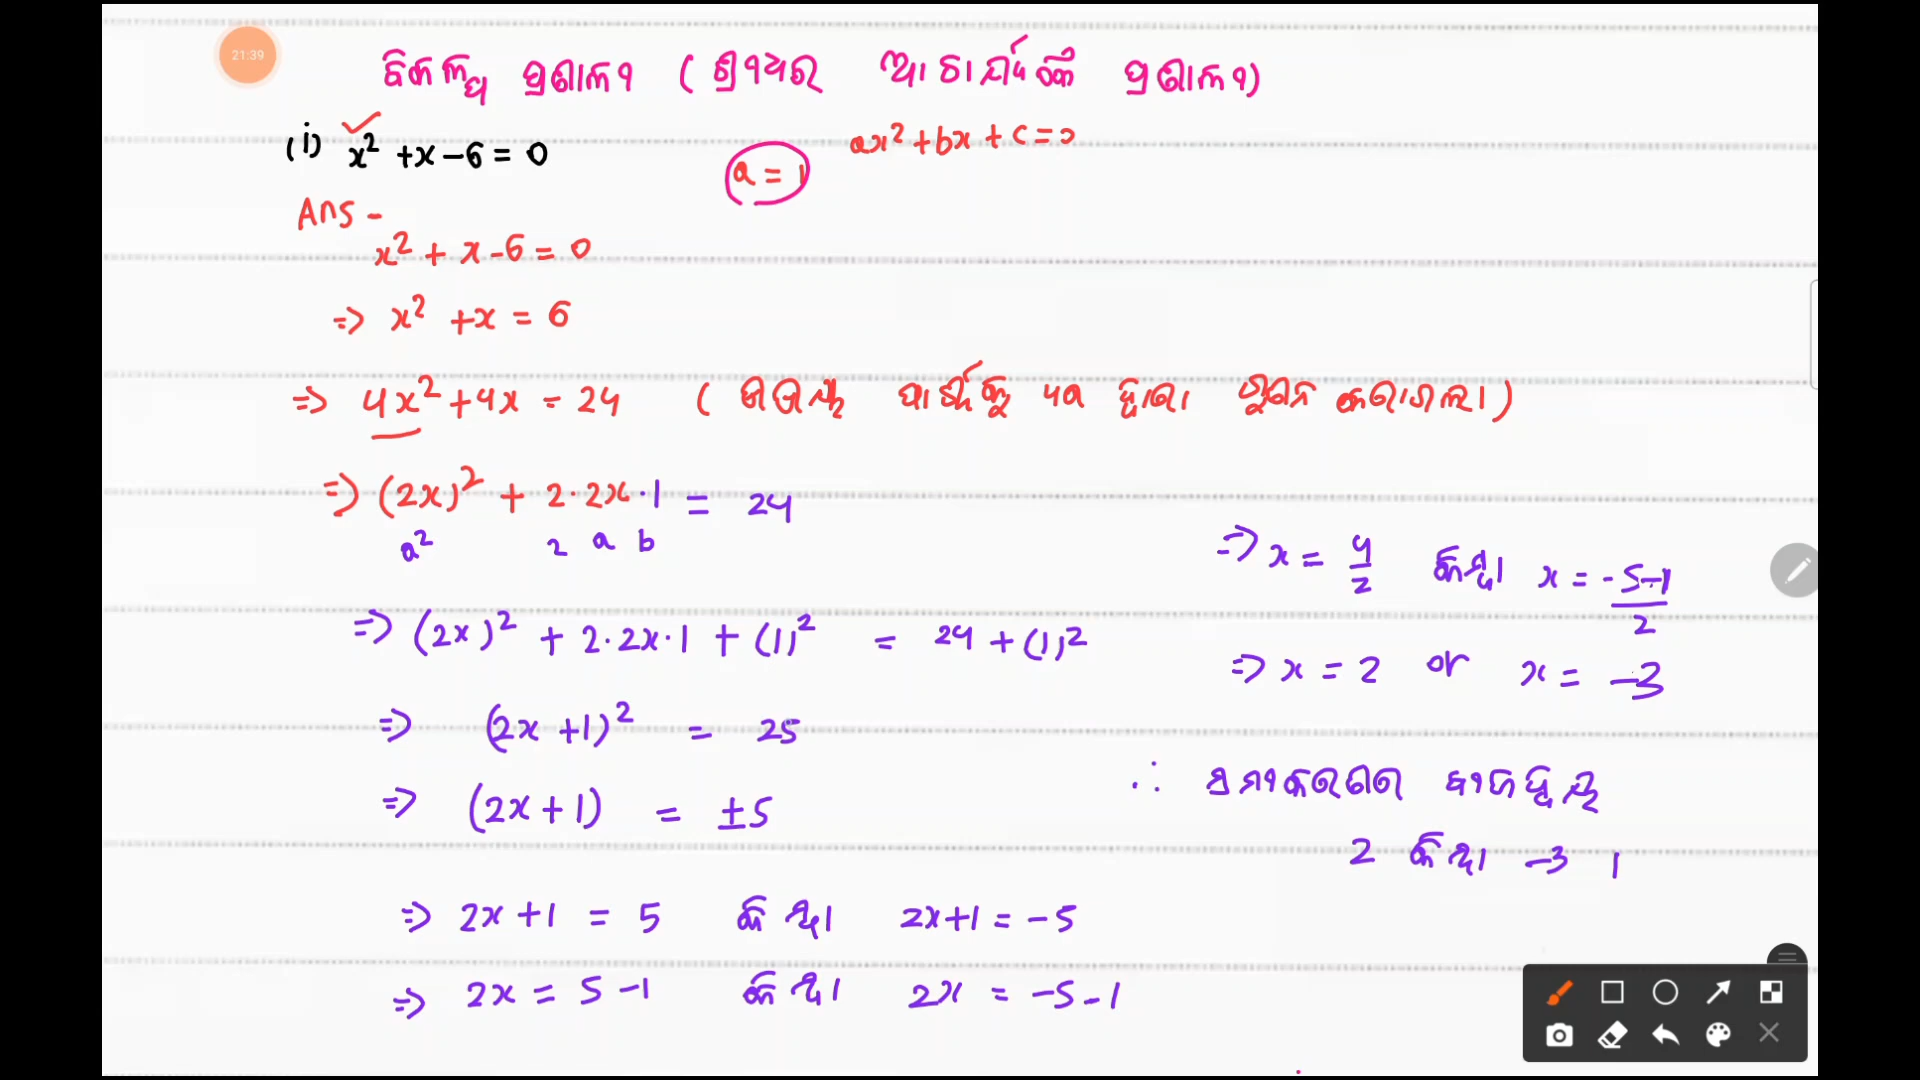 21:39
ବିକଳ୍ପ ପ୍ରଣାଳୀ (ଶ୍ରୀଧର ଆଚାର୍ଯ୍ୟଙ୍କ ପ୍ରଣାଳୀ)
(i) x² + x - 6 = 0
ax² + bx + c = 0
a = 1
Ans -
x² + x - 6 = 0
=> x² + x = 6
=> 4x² + 4x = 24 ( ଉଭୟ ପାର୍ଶ୍ୱକୁ 4a ଦ୍ୱାରା ଗୁଣନ କରାଗଲା )
=> (2x)² + 2·2x·1 = 24
a² 2 a b
=> (2x)² + 2·2x·1 + (1)² = 24 + (1)²
=> (2x + 1)² = 25
=> (2x + 1) = ±5
=> 2x + 1 = 5 କିମ୍ବା 2x + 1 = -5
=> 2x = 5 - 1 କିମ୍ବା 2x = -5 - 1
=> x = 4/2 କିମ୍ବା x = -5-1/2
=> x = 2 or x = -3
∴ ସମୀକରଣର ବୀଜଦ୍ୱୟ
2 କିମ୍ବା -3 ।